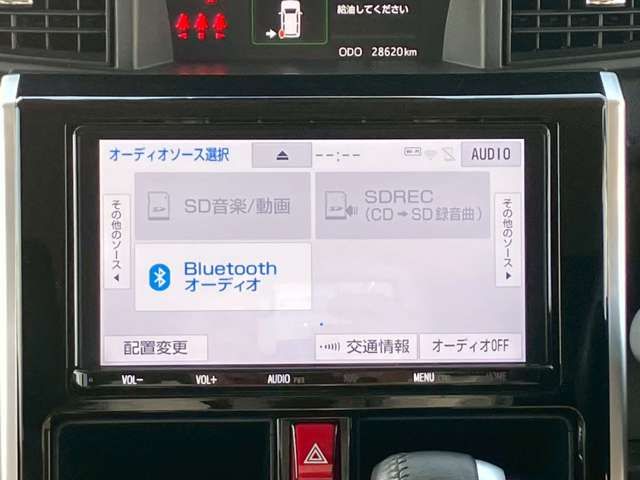 給油してください
ODO 28620km
オーディオソース選択
--:--
AUDIO
SD音楽/動画
SDREC
(CD→SD録音曲)
その他のソース
その他のソース
Bluetooth
オーディオ
配置変更
交通情報
オーディオOFF
VOL-
VOL+
AUDIO
MENU
HOME